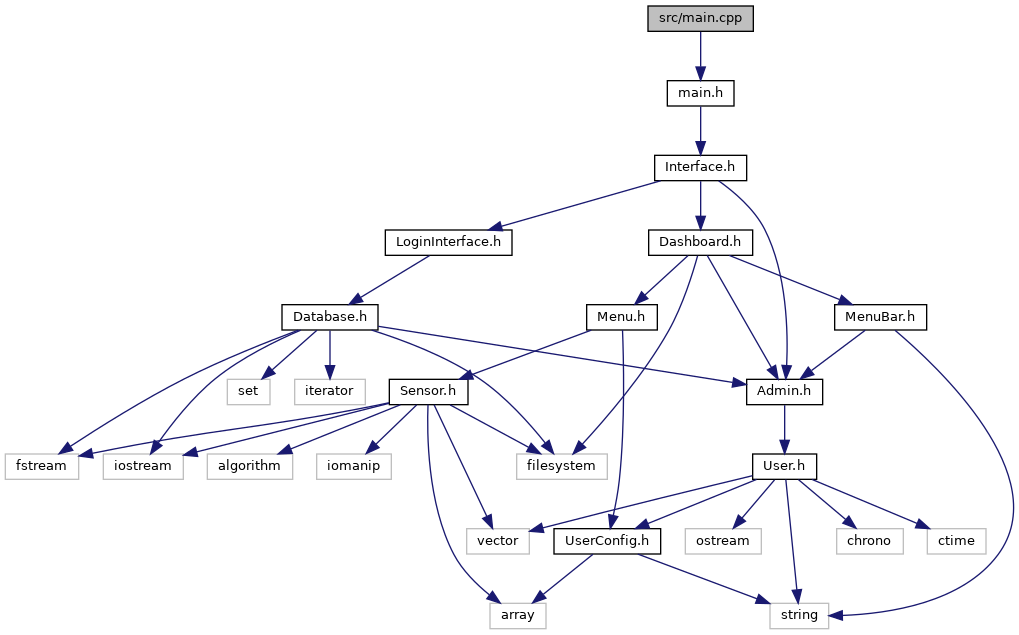 src/main.cpp
main.h
Interface.h
LoginInterface.h
Dashboard.h
Database.h
Menu.h
MenuBar.h
set
iterator
Sensor.h
Admin.h
fstream
iostream
algorithm
iomanip
filesystem
User.h
vector
UserConfig.h
ostream
chrono
ctime
array
string